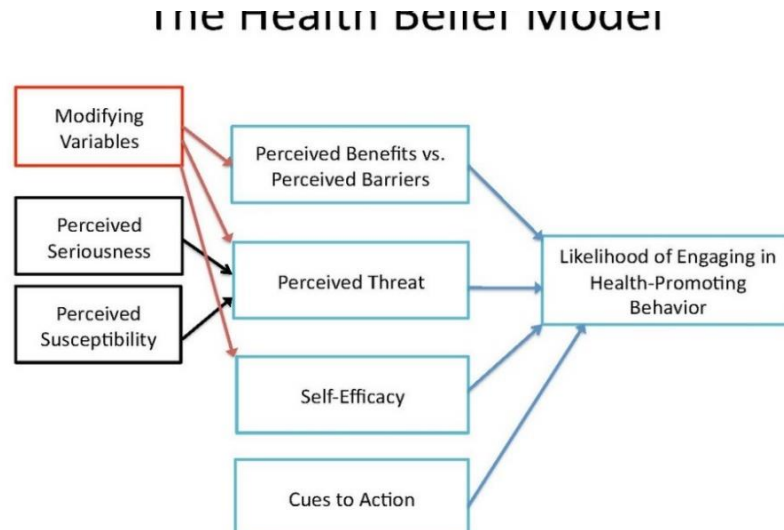 The Health Belief Model
Modifying
Variables
Perceived Benefits vs.
Perceived Barriers
Perceived
Seriousness
Perceived Threat
Likelihood of Engaging in
Health-Promoting
Behavior
Perceived
Susceptibility
Self-Efficacy
Cues to Action